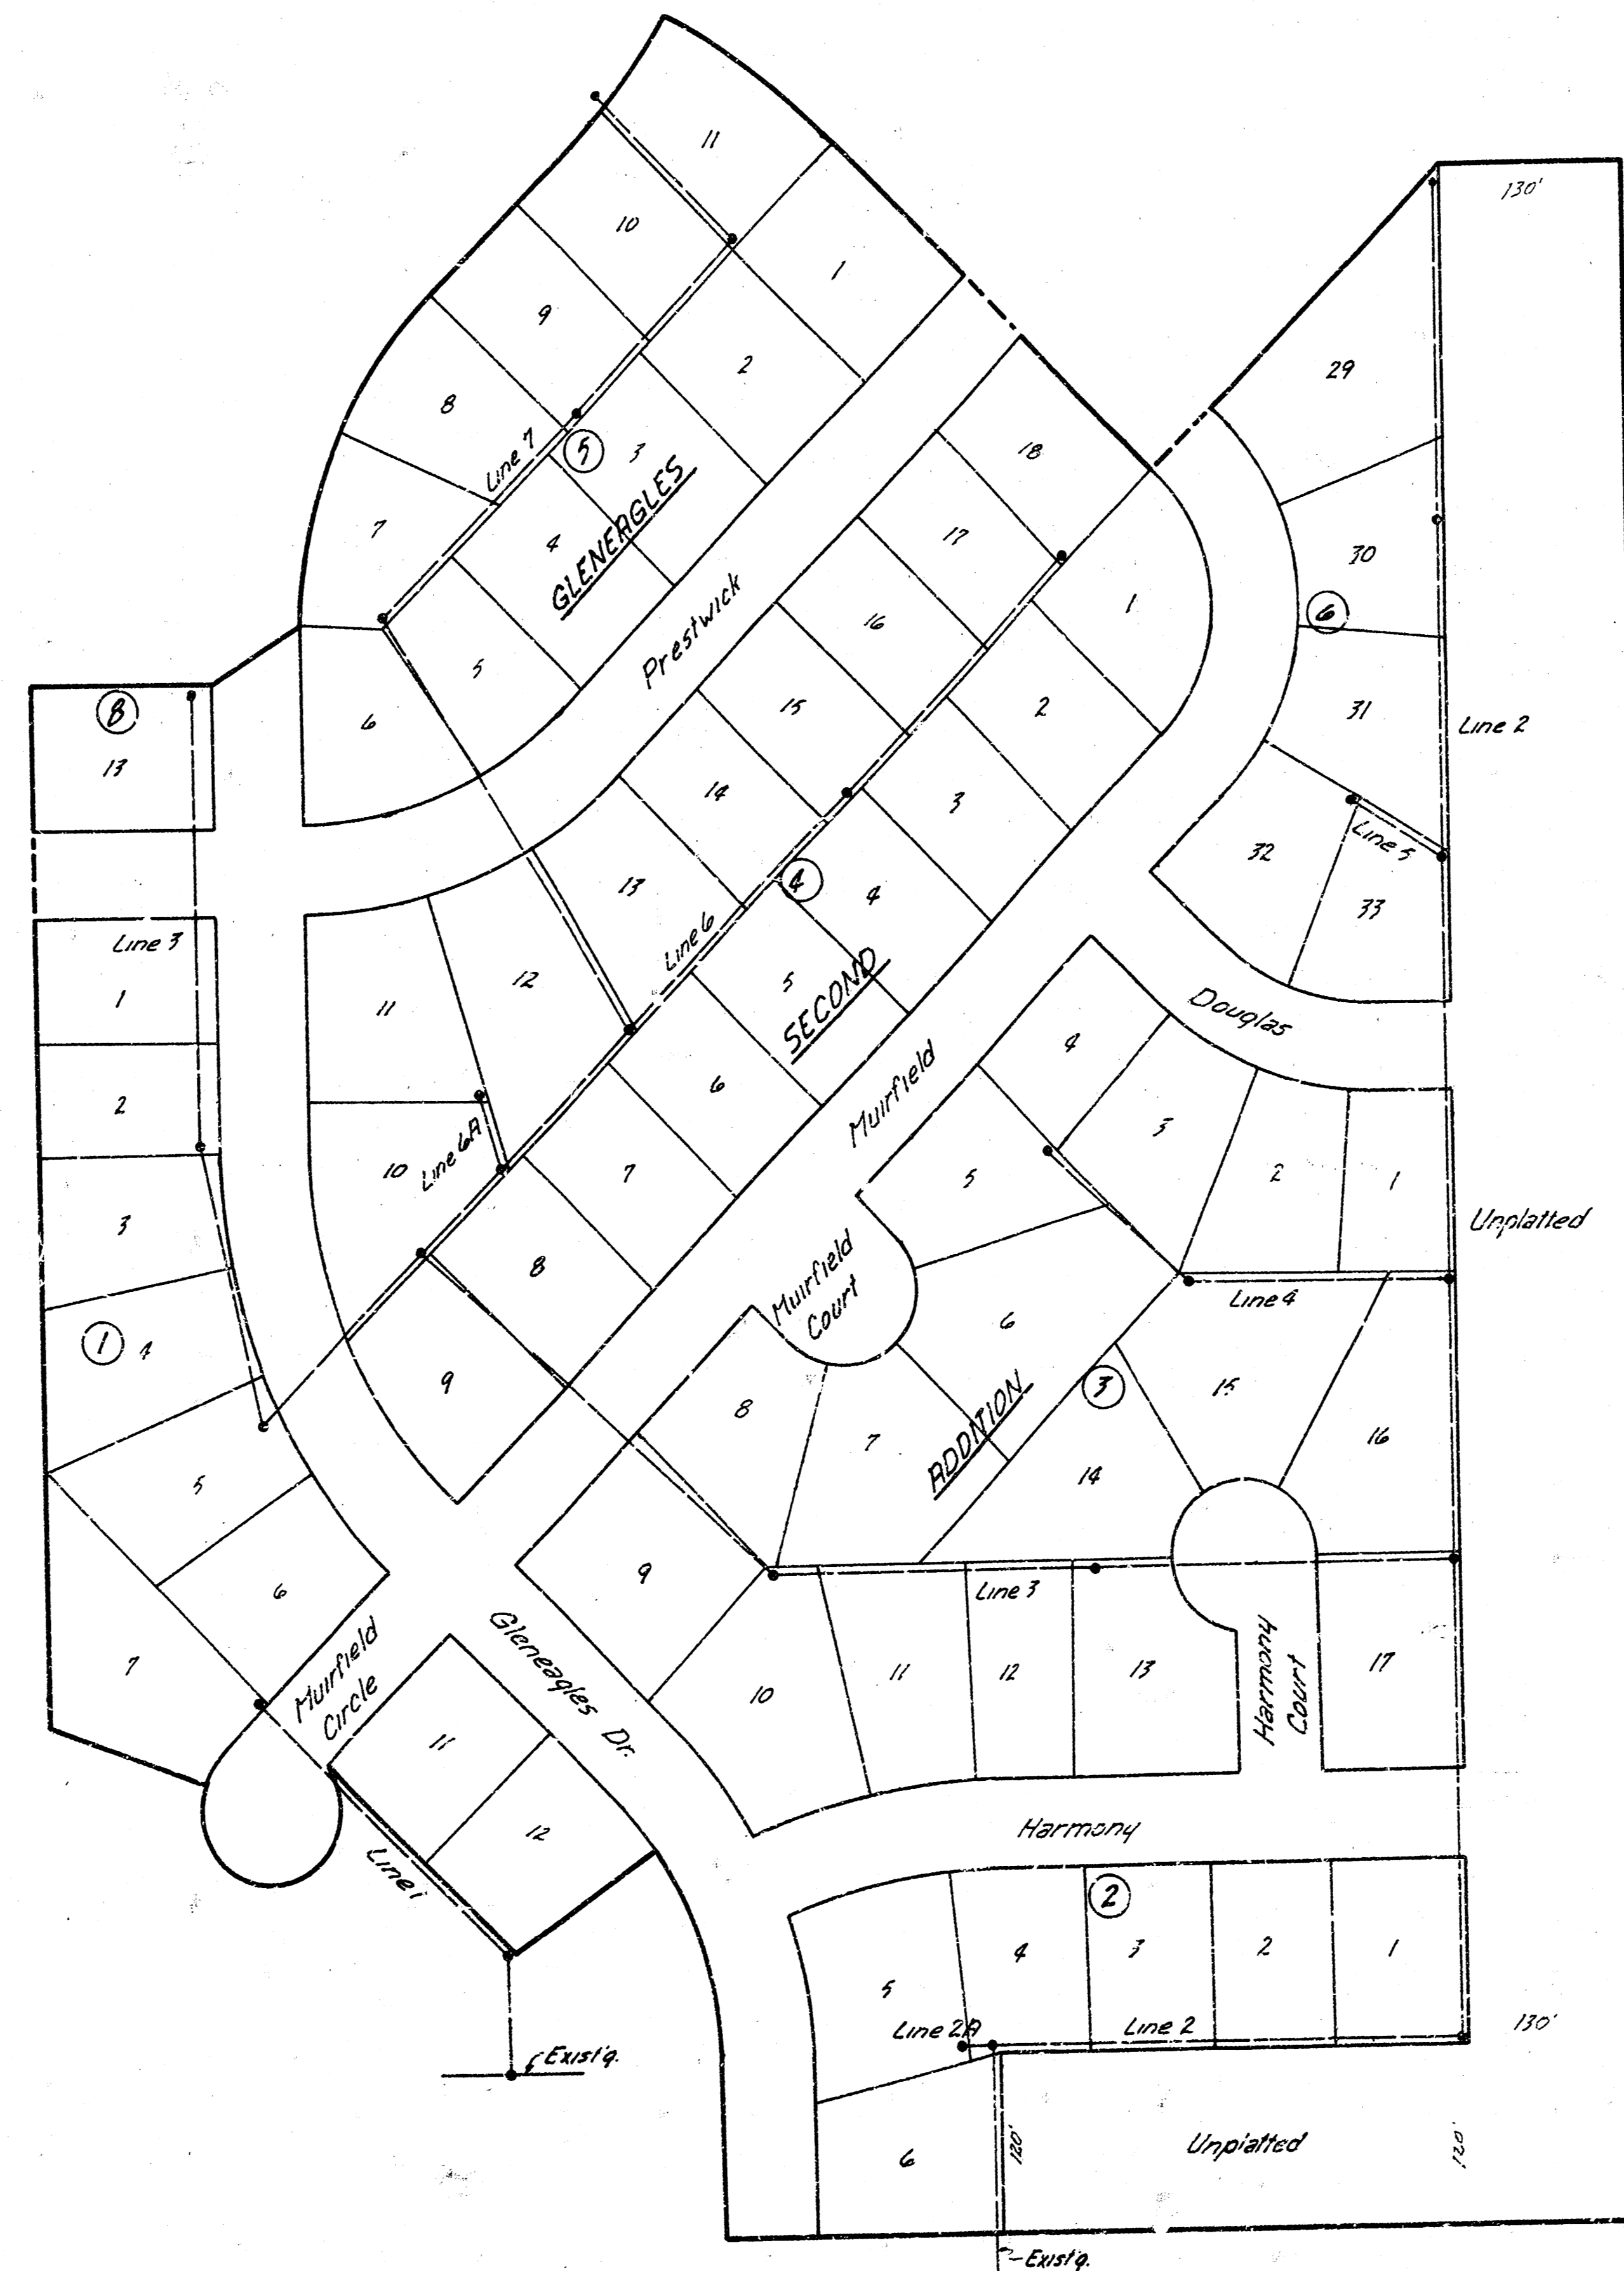 11
130'
10
1
9
2
29
8
18
Line 7
5
3
7
4
17
30
GLENEAGLES
1
6
16
Prestwick
5
8
6
15
2
31
Line 2
13
14
3
Line 5
32
13
4
4
33
Line 3
Line 6
12
5
1
11
SECOND
Douglas
4
2
6
Muirfield
3
10
Line 6A
7
5
2
1
3
Unplatted
8
Muirfield
Court
Line 4
6
1
4
9
3
15
8
7
ADDITION
16
14
5
9
Line 3
6
Muirfield
Circle
Gleneagles Dr.
7
10
11
12
13
Harmony
Court
17
11
12
Harmony
Line 1
2
5
4
3
2
1
Line 2A
Line 2
130'
Exist'g.
6
120'
Unplatted
120'
Exist'g.